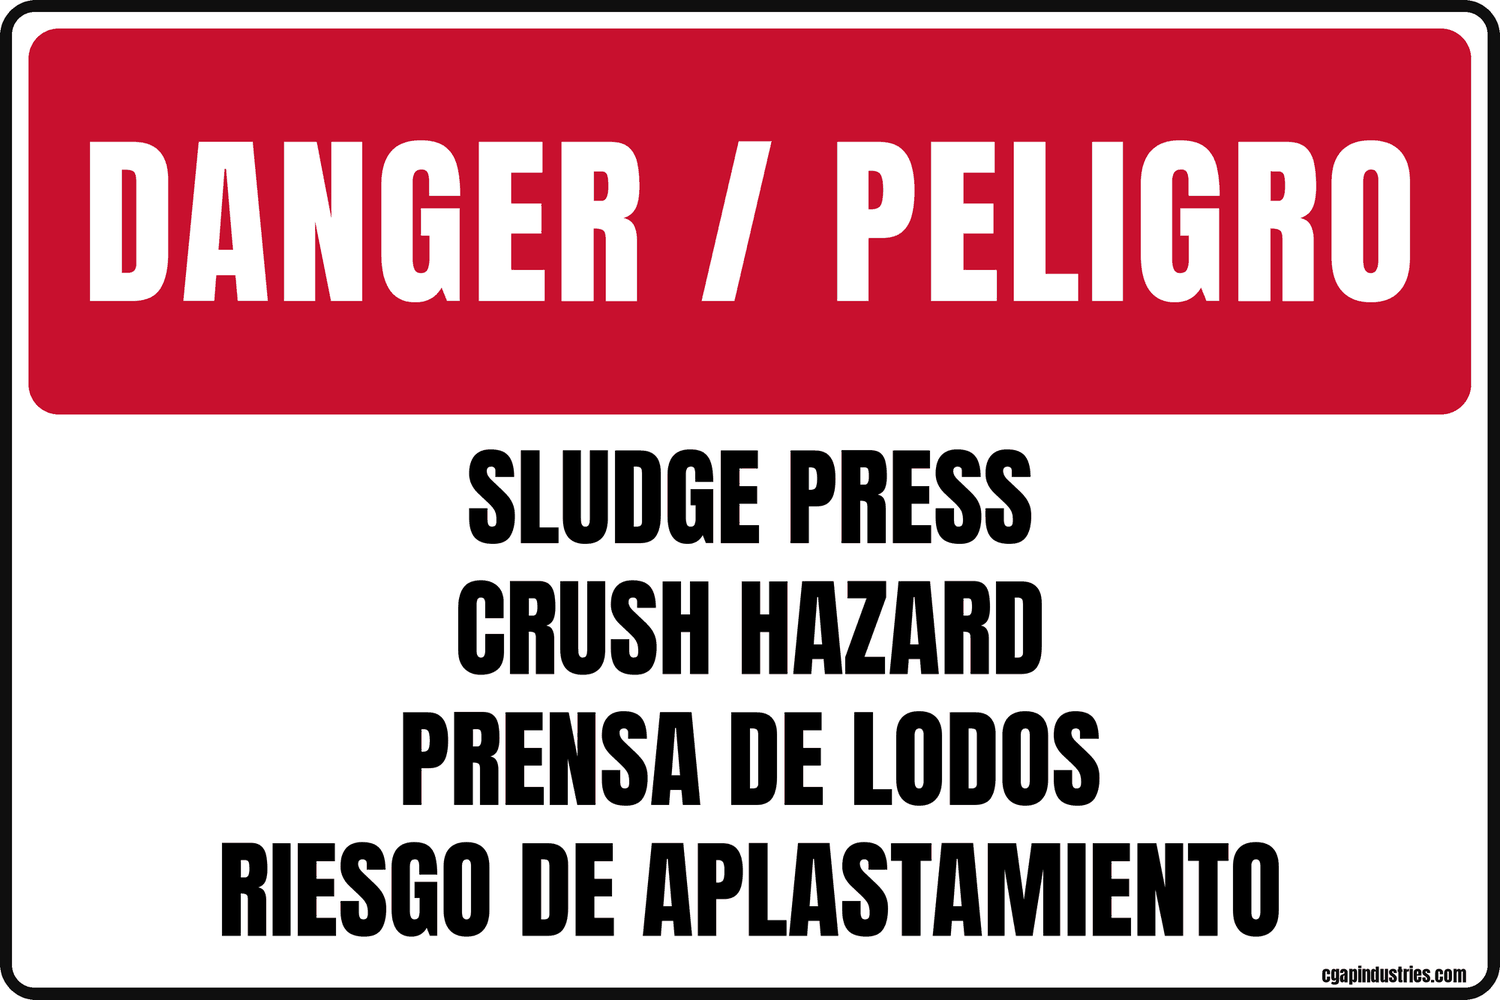 DANGER / PELIGRO
SLUDGE PRESS
CRUSH HAZARD
PRENSA DE LODOS
RIESGO DE APLASTAMIENTO
cgapindustries.com